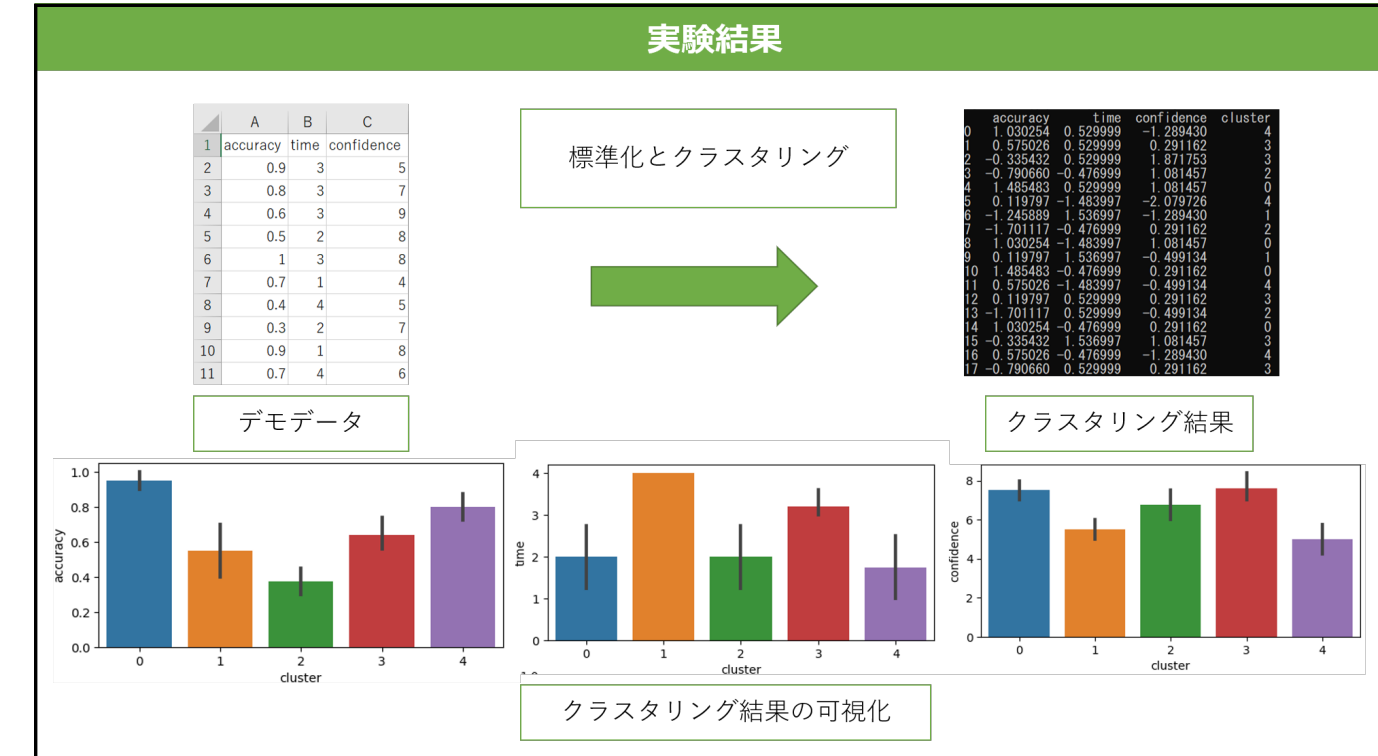 実験結果
A B C
1 accuracy time confidence
2 0.9 3 5
3 0.8 3 7
4 0.6 3 9
5 0.5 2 8
6 1 3 8
7 0.7 1 4
8 0.4 4 5
9 0.3 2 7
10 0.9 1 8
11 0.7 4 6
標準化とクラスタリング
accuracy time confidence cluster
0 1.030254 0.529999 -1.289430 4
1 0.575026 0.529999 0.291162 3
2 -0.335432 0.529999 1.871753 3
3 -0.790660 -0.476999 1.081457 2
4 1.485483 0.529999 1.081457 0
5 0.119797 -1.483997 -2.079726 4
6 -1.245889 1.536997 -1.289430 1
7 -1.701117 -0.476999 0.291162 2
8 1.030254 -1.483997 1.081457 0
9 0.119797 1.536997 -0.499134 1
10 1.485483 -0.476999 0.291162 0
11 0.575026 -1.483997 -0.499134 4
12 0.119797 0.529999 0.291162 3
13 -1.701117 0.529999 -0.499134 2
14 1.030254 -0.476999 0.291162 0
15 -0.335432 1.536997 1.081457 3
16 0.575026 -0.476999 -1.289430 4
17 -0.790660 0.529999 0.291162 3
デモデータ
クラスタリング結果
1.0
0.8
0.6
0.4
0.2
0.0
accuracy
0 1 2 3 4
cluster
4
3
2
1
0
time
0 1 2 3 4
cluster
8
6
4
2
0
confidence
0 1 2 3 4
cluster
クラスタリング結果の可視化